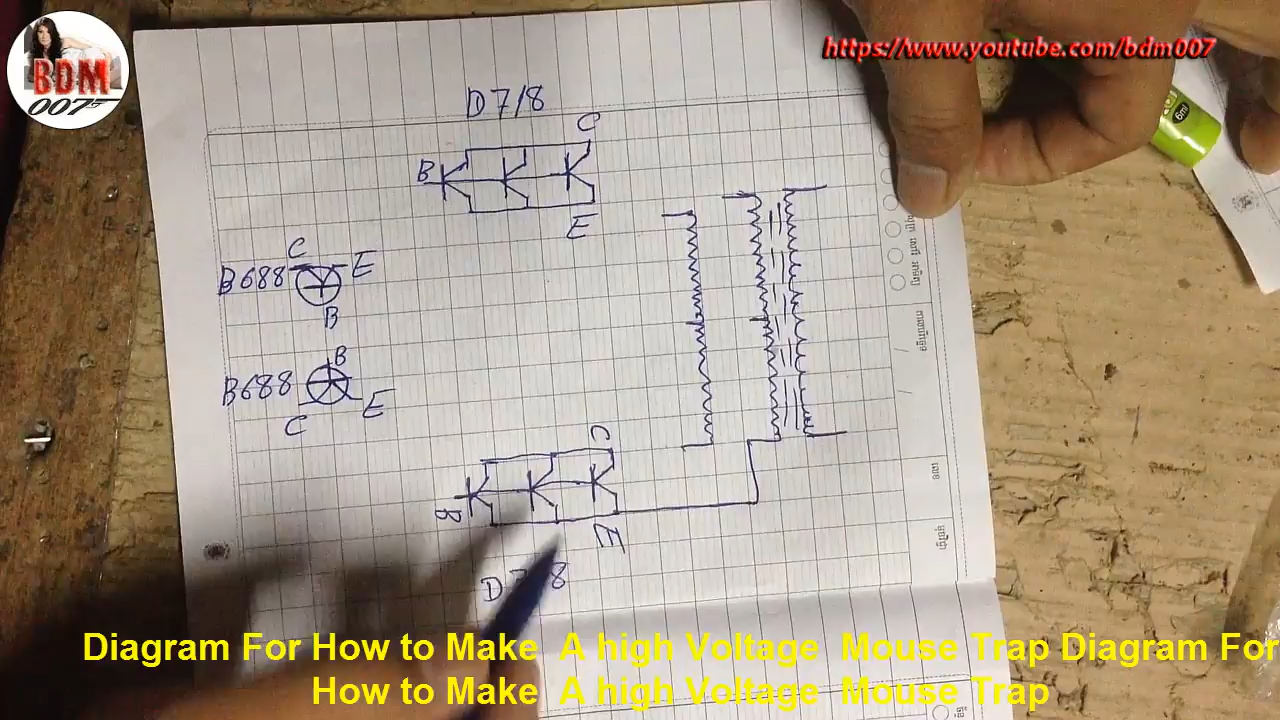 BDM
007
https://www.youtube.com/bdm007
D718
C
B
E
C
B688
E
B
B
B688
E
C
C
B
E
D 8
Diagram For How to Make A high Voltage Mouse Trap Diagram For
How to Make A high Voltage Mouse Trap